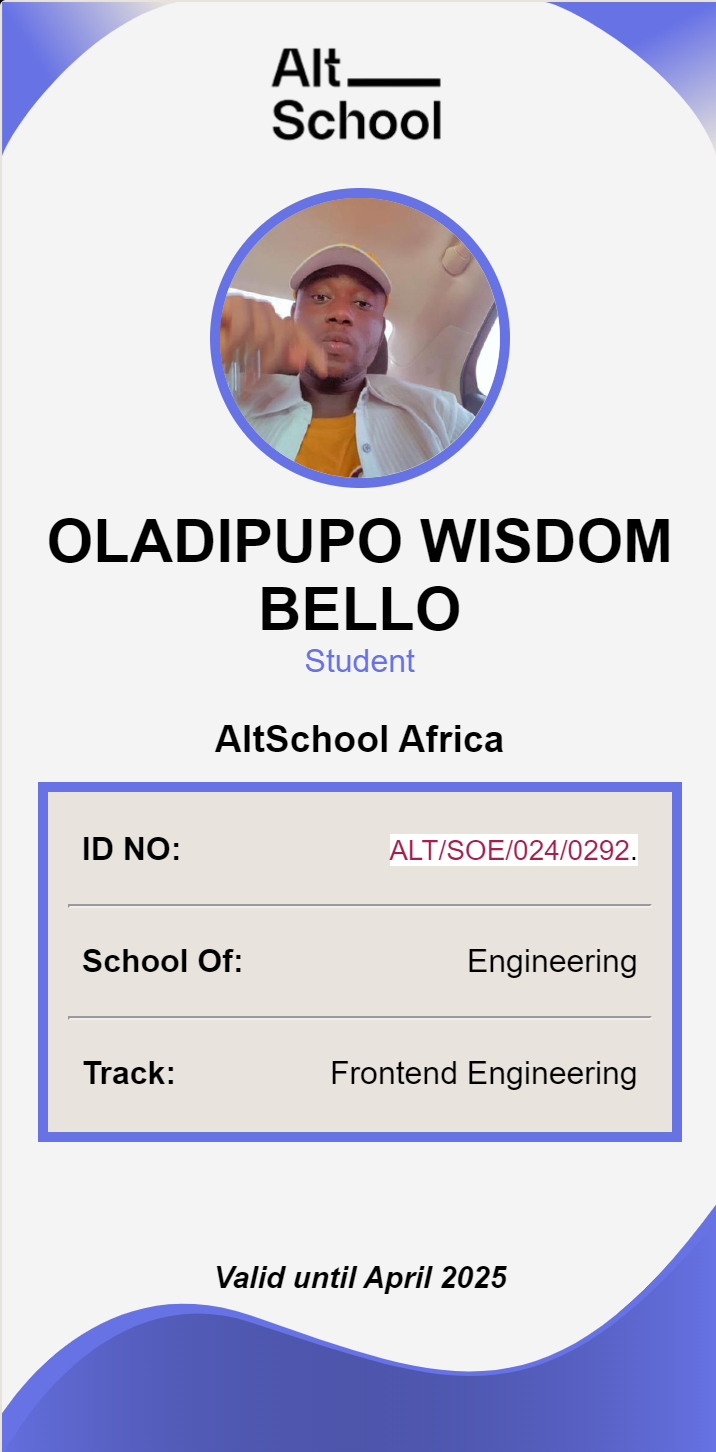 Alt
School
OLADIPUPO WISDOM
BELLO
Student
AltSchool Africa
ID NO: ALT/SOE/024/0292.
School Of: Engineering
Track: Frontend Engineering
Valid until April 2025